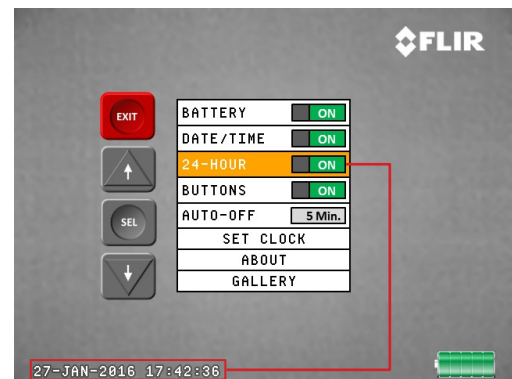 FLIR
EXIT
BATTERY ON
DATE/TIME ON
24-HOUR ON
BUTTONS ON
SEL
AUTO-OFF 5 Min.
SET CLOCK
ABOUT
GALLERY
27-JAN-2016 17:42:36